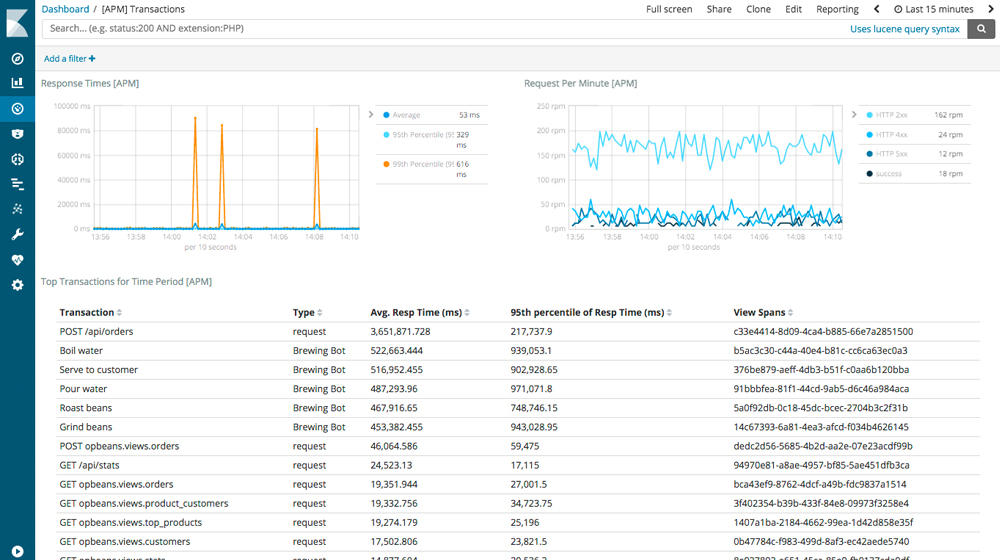 Dashboard / [APM] Transactions
Full screen Share Clone Edit Reporting Last 15 minutes
Search... (e.g. status:200 AND extension:PHP)
Uses lucene query syntax
Add a filter +
Response Times [APM]
100000 ms
80000 ms
60000 ms
40000 ms
20000 ms
0 ms
13:56 13:58 14:00 14:02 14:04 14:06 14:08 14:10
per 10 seconds
Average 53 ms
95th Percentile (95 329 ms
99th Percentile (99 616 ms
Request Per Minute [APM]
250 rpm
200 rpm
150 rpm
100 rpm
50 rpm
0 rpm
13:56 13:58 14:00 14:02 14:04 14:06 14:08 14:10
per 10 seconds
HTTP 2xx 162 rpm
HTTP 4xx 24 rpm
HTTP 5xx 12 rpm
success 18 rpm
Top Transactions for Time Period [APM]
Transaction Type Avg. Resp Time (ms) 95th percentile of Resp Time (ms) View Spans
POST /api/orders request 3,651,871.728 217,737.9 c33e4414-8d09-4ca4-b885-66e7a2851500
Boil water Brewing Bot 522,663.444 939,053.1 b5ac3c30-c44a-40e4-b81c-cc6ca63ec0a3
Serve to customer Brewing Bot 516,952.455 902,928.65 376be879-aeff-4db3-b51f-c0aa6b120bba
Pour water Brewing Bot 487,293.96 971,071.8 91bbbfea-81f1-44cd-9ab5-d6c46a984aca
Roast beans Brewing Bot 467,916.65 748,746.15 5a0f92db-0c18-45dc-bcec-2704b3c2f31b
Grind beans Brewing Bot 453,382.455 943,028.95 14c67393-6a81-4ea3-afcd-f034b4626145
POST opbeans.views.orders request 46,064.586 59,475 dedc2d56-5685-4b2d-aa2e-07e23acdf99b
GET /api/stats request 24,523.13 17,115 94970e81-a8ae-4957-bf85-5ae451dfb3ca
GET opbeans.views.orders request 19,351.944 27,001.5 bca43ef9-8762-4dcf-a49b-fdc9837a1514
GET opbeans.views.product_customers request 19,332.756 34,723.75 3f402354-b39b-433f-84e8-09973f3258e4
GET opbeans.views.top_products request 19,274.179 25,196 1407a1ba-2184-4662-99ea-1d42d858e35f
GET opbeans.views.customers request 17,502.806 23,821.5 0b47784c-f983-499d-8af3-ec42aede5740
GET opbeans.views.stats request